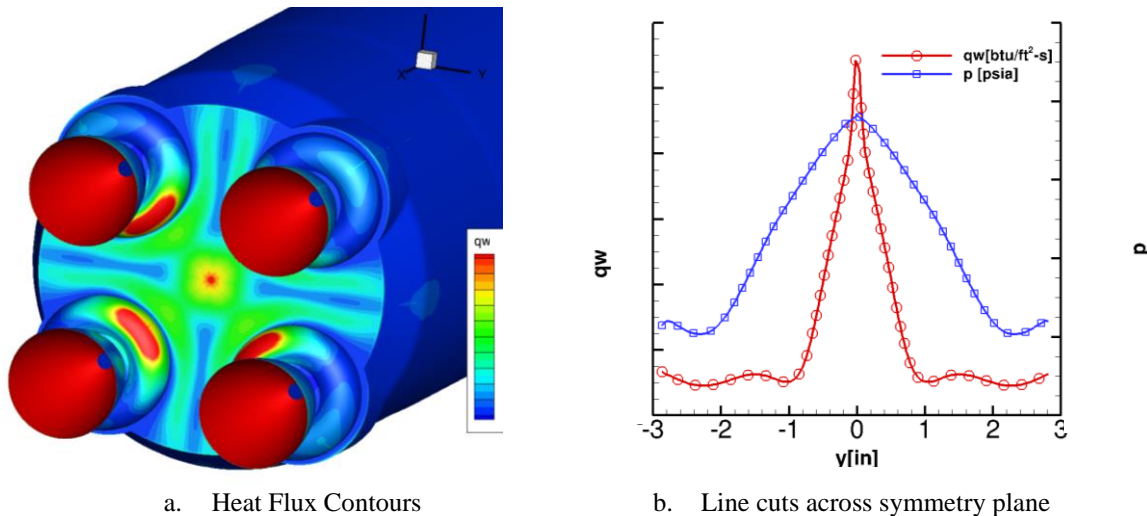 X
Y
qw
qw[btu/ft²-s]
p [psia]
qw
p
-3
-2
-1
0
1
2
3
y[in]
a. Heat Flux Contours
b. Line cuts across symmetry plane